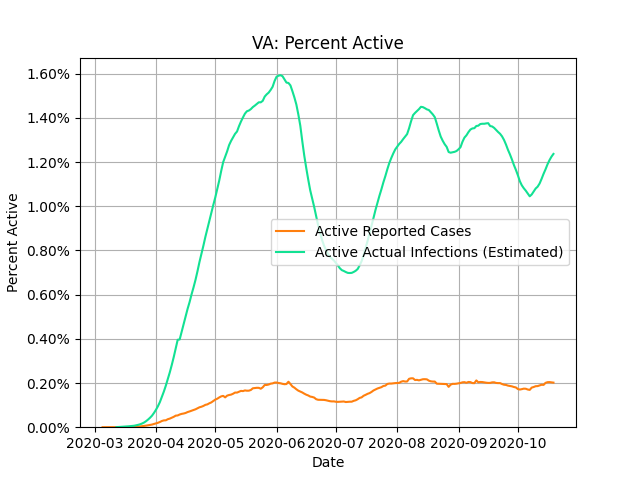 VA: Percent Active
1.60%
1.40%
1.20%
1.00%
0.80%
0.60%
0.40%
0.20%
0.00%
Percent Active
Active Reported Cases
Active Actual Infections (Estimated)
2020-03 2020-04 2020-05 2020-06 2020-07 2020-08 2020-09 2020-10
Date